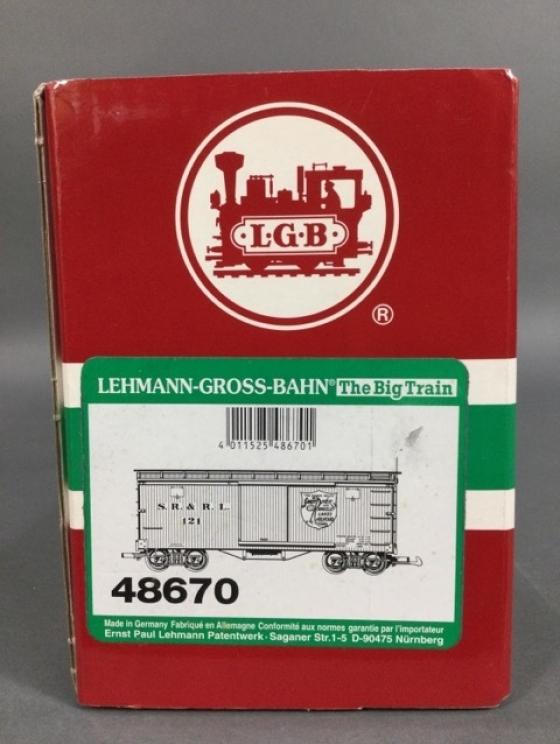 L·G·B
®
LEHMANN-GROSS-BAHN® The Big Train
4 011525 486701
S. R. & R. L.
121
48670
Made in Germany Fabriqué en Allemagne Conformité aux normes garantie par l'importateur
Ernst Paul Lehmann Patentwerk · Saganer Str.1-5 D-90475 Nürnberg